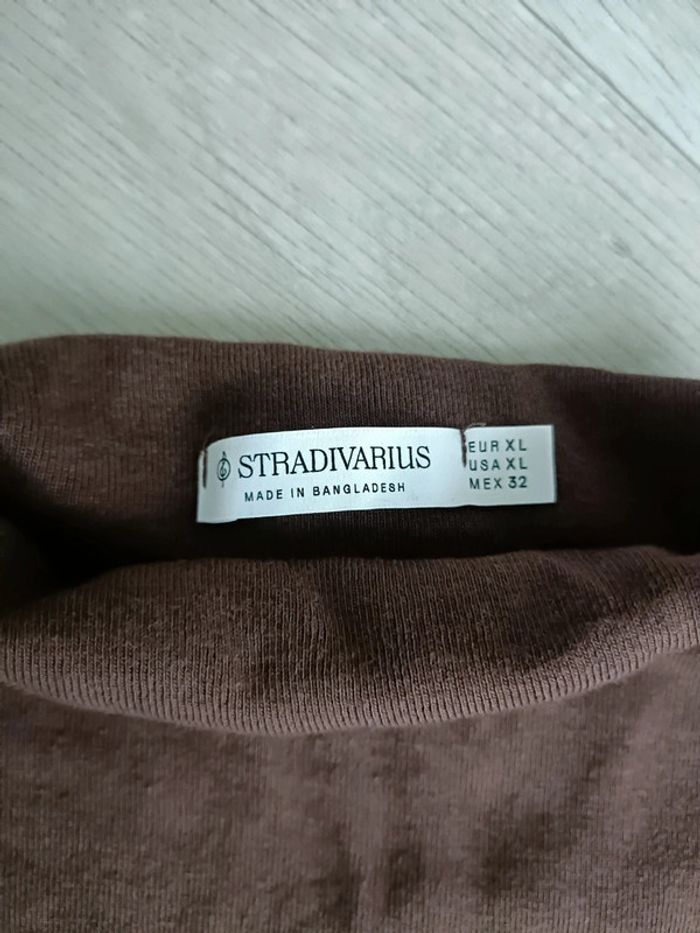 STRADIVARIUS
MADE IN BANGLADESH
EUR XL
USA XL
MEX 32